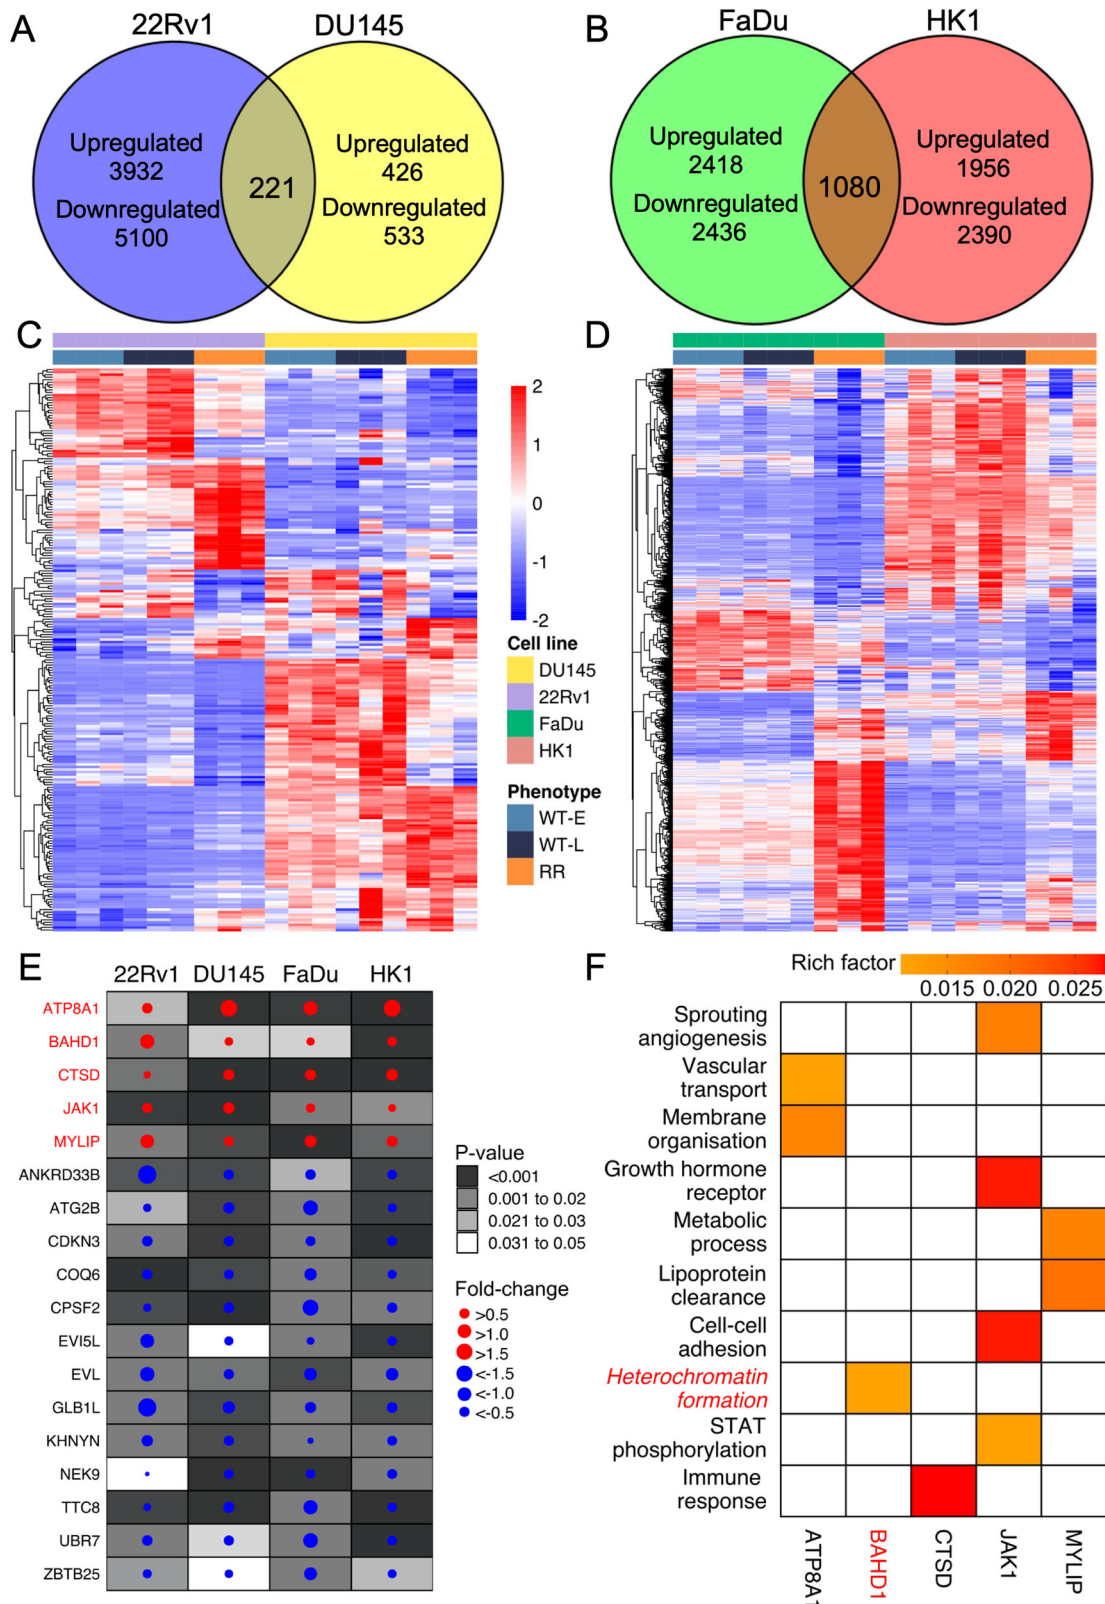 A
22Rv1
DU145
Upregulated
3932
Downregulated
5100
221
Upregulated
426
Downregulated
533
B
FaDu
HK1
Upregulated
2418
Downregulated
2436
1080
Upregulated
1956
Downregulated
2390
C
2
1
0
-1
-2
Cell line
DU145
22Rv1
FaDu
HK1
Phenotype
WT-E
WT-L
RR
D
E
22Rv1 DU145 FaDu HK1
ATP8A1
BAHD1
CTSD
JAK1
MYLIP
ANKRD33B
ATG2B
CDKN3
COQ6
CPSF2
EVI5L
EVL
GLB1L
KHNYN
NEK9
TTC8
UBR7
ZBTB25
P-value
<0.001
0.001 to 0.02
0.021 to 0.03
0.031 to 0.05
Fold-change
>0.5
>1.0
>1.5
<-1.5
<-1.0
<-0.5
F
Rich factor
0.015 0.020 0.025
Sprouting
angiogenesis
Vascular
transport
Membrane
organisation
Growth hormone
receptor
Metabolic
process
Lipoprotein
clearance
Cell-cell
adhesion
Heterochromatin
formation
STAT
phosphorylation
Immune
response
ATP8A1
BAHD1
CTSD
JAK1
MYLIP